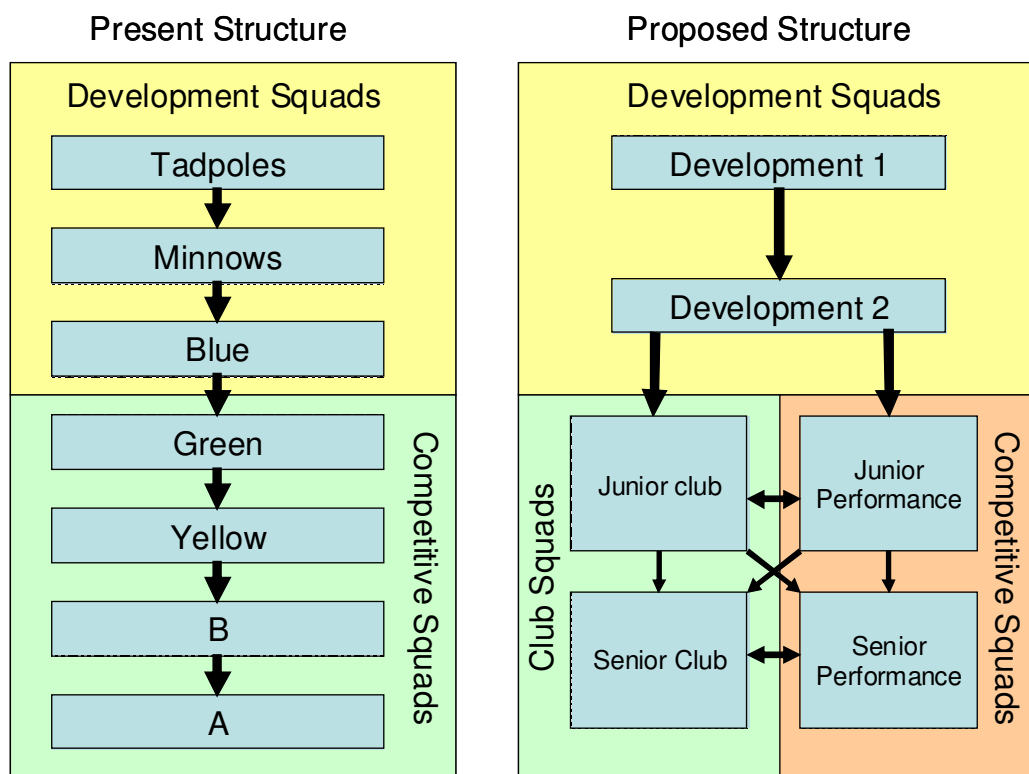 Present Structure
Development Squads
Tadpoles
Minnows
Blue
Green
Yellow
B
A
Competitive Squads
Proposed Structure
Development Squads
Development 1
Development 2
Club Squads
Junior club
Junior
Performance
Senior Club
Senior
Performance
Competitive Squads